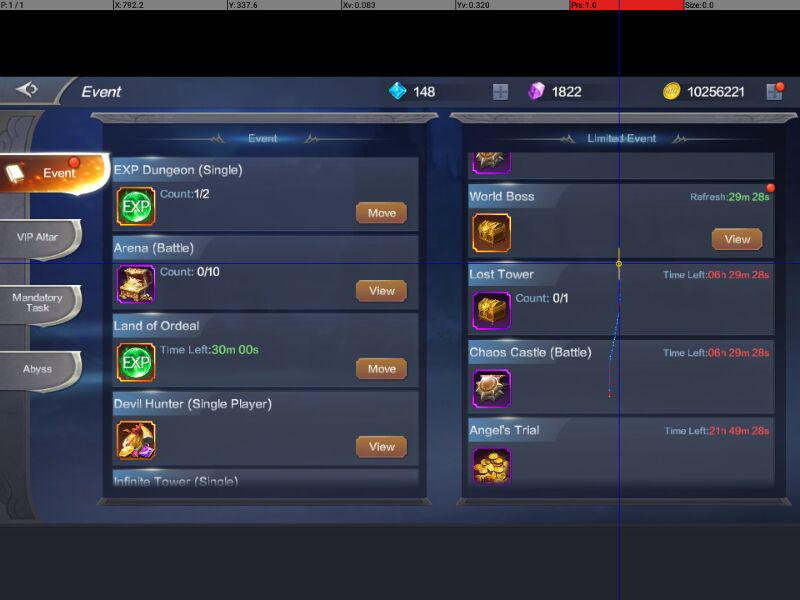 P: 1 / 1 X: 792.2 Y: 337.6 Xv: 0.083 Yv: 0.320 Prs: 1.0 Size: 0.0
Event 148 1822 10256221
Event
VIP Altar
Mandatory
Task
Abyss
Event
EXP Dungeon (Single)
EXP
Count:1/2
Move
Arena (Battle)
Count: 0/10
View
Land of Ordeal
EXP
Time Left:30m 00s
Move
Devil Hunter (Single Player)
View
Infinite Tower (Single)
Limited Event
World Boss
Refresh:29m 28s
View
Lost Tower
Time Left:06h 29m 28s
Count: 0/1
Chaos Castle (Battle)
Time Left:06h 29m 28s
Angel's Trial
Time Left:21h 49m 28s